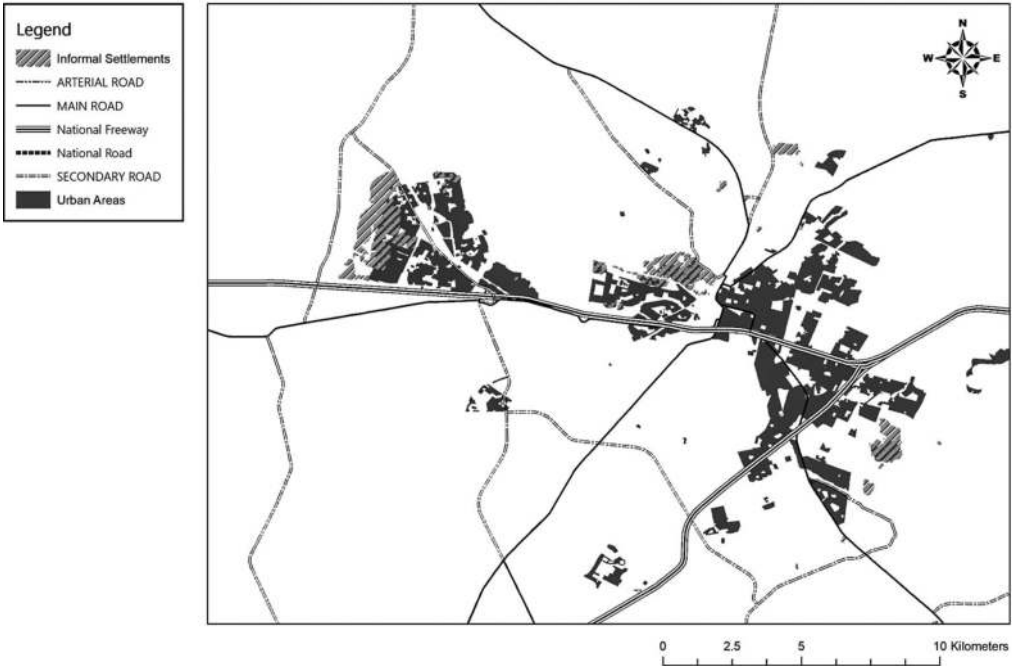 Legend
Informal Settlements
ARTERIAL ROAD
MAIN ROAD
National Freeway
National Road
SECONDARY ROAD
Urban Areas
N
W E
S
0 2.5 5 10 Kilometers